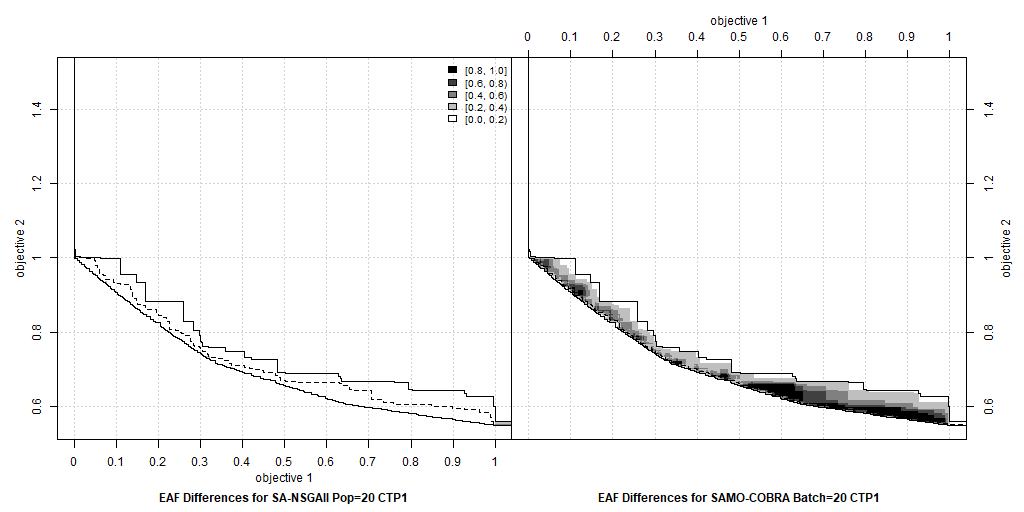 objective 1
0 0.1 0.2 0.3 0.4 0.5 0.6 0.7 0.8 0.9 1
[0.8, 1.0]
[0.6, 0.8)
[0.4, 0.6)
[0.2, 0.4)
[0.0, 0.2)
objective 2
1.4
1.2
1
0.8
0.6
1.4
1.2
1
0.8
0.6
objective 2
0 0.1 0.2 0.3 0.4 0.5 0.6 0.7 0.8 0.9 1
objective 1
EAF Differences for SA-NSGAII Pop=20 CTP1
EAF Differences for SAMO-COBRA Batch=20 CTP1